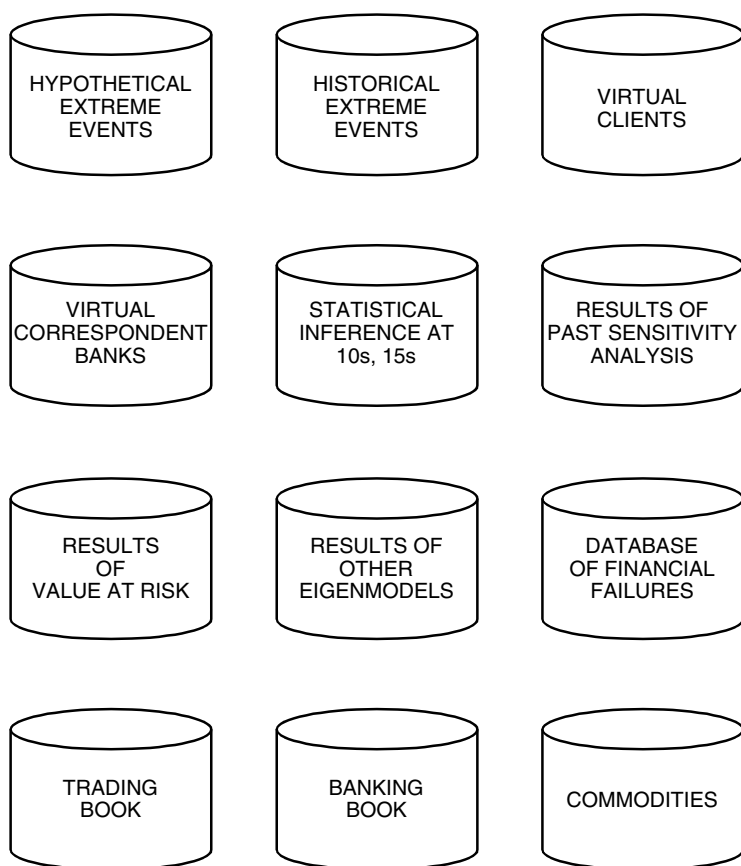 HYPOTHETICAL
EXTREME
EVENTS
HISTORICAL
EXTREME
EVENTS
VIRTUAL
CLIENTS
VIRTUAL
CORRESPONDENT
BANKS
STATISTICAL
INFERENCE AT
10s, 15s
RESULTS OF
PAST SENSITIVITY
ANALYSIS
RESULTS
OF
VALUE AT RISK
RESULTS OF
OTHER
EIGENMODELS
DATABASE
OF FINANCIAL
FAILURES
TRADING
BOOK
BANKING
BOOK
COMMODITIES